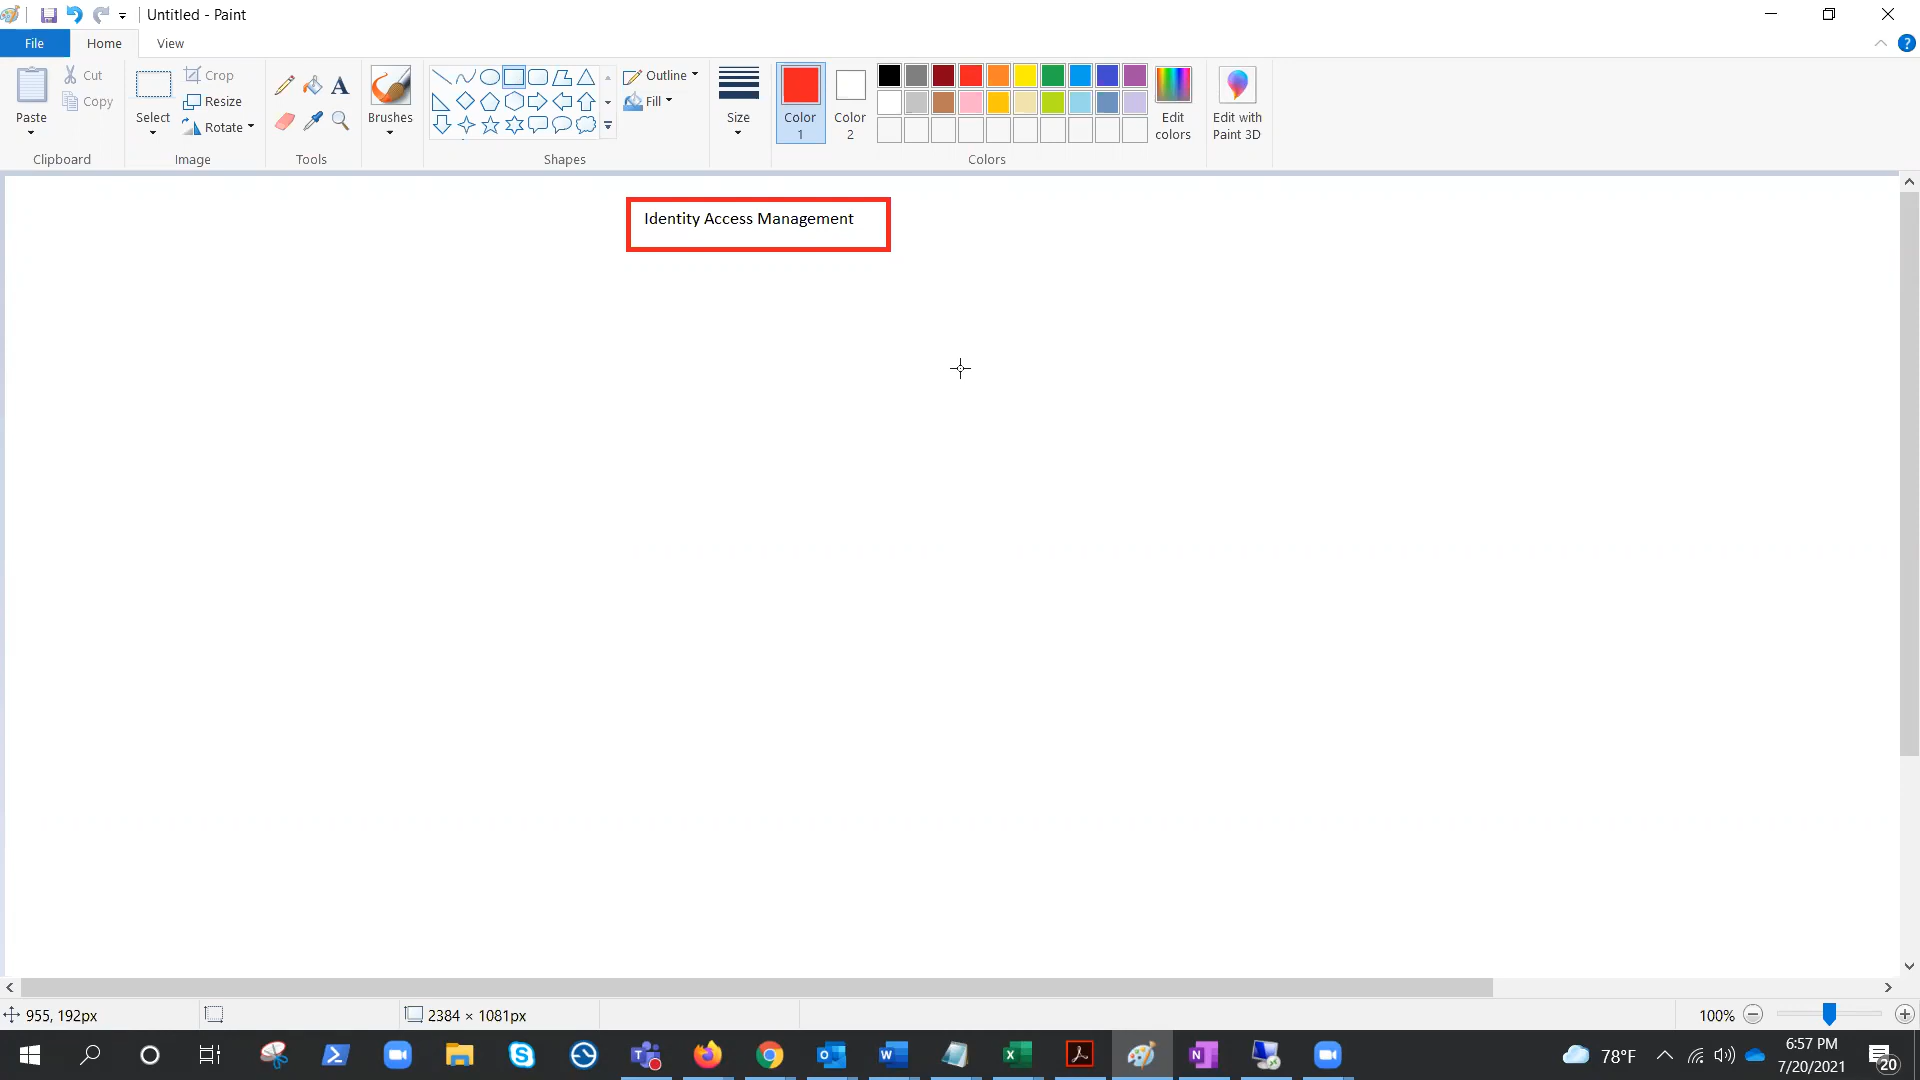 Untitled - Paint
File
Home
View
Paste
Cut
Copy
Clipboard
Select
Crop
Resize
Rotate
Image
Tools
Brushes
Shapes
Outline
Fill
Size
Color
1
Color
2
Colors
Edit
colors
Edit with
Paint 3D
Identity Access Management
955, 192px
2384 × 1081px
100%
78°F
6:57 PM
7/20/2021
20